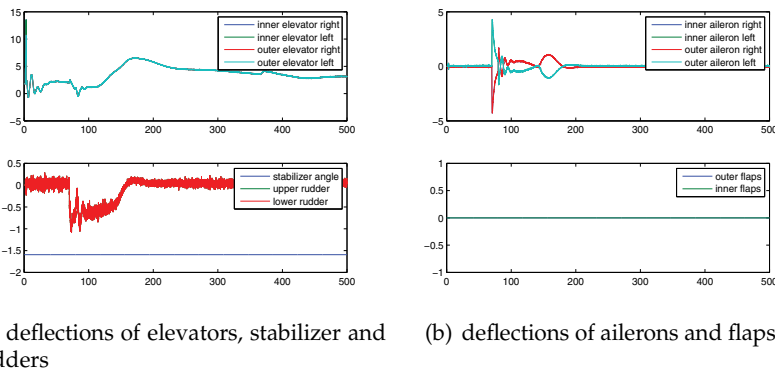 15
10
5
0
−5
0
100
200
300
400
500
inner elevator right
inner elevator left
outer elevator right
outer elevator left
0.5
0
−0.5
−1
−1.5
−2
0
100
200
300
400
500
stabilizer angle
upper rudder
lower rudder
5
0
−5
0
100
200
300
400
500
inner aileron right
inner aileron left
outer aileron right
outer aileron left
1
0.5
0
−0.5
−1
0
100
200
300
400
500
outer flaps
inner flaps
deflections of elevators, stabilizer and
dders
(b) deflections of ailerons and flaps